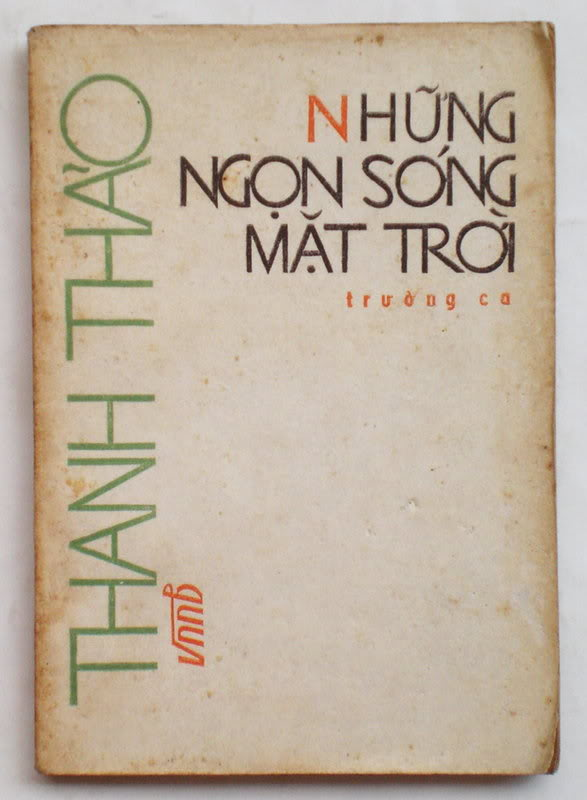 THANH THẢO
NHỮNG
NGỌN SÓNG
MẶT TRỜI
trường ca